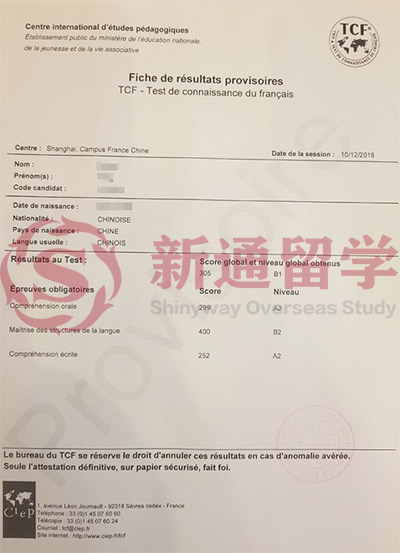 Centre international d'études pédagogiques
Établissement public du ministère de l'éducation nationale,
de la jeunesse et de la vie associative
TCF
Fiche de résultats provisoires
TCF - Test de connaissance du français
Centre : Shanghai, Campus France Chine
Date de la session : 10/12/2018
Nom :
Prénom(s) :
Code candidat :
Date de naissance :
Nationalité : CHINOISE
Pays de naissance : CHINE
Langue usuelle : CHINOIS
Résultats au Test : Score global et niveau global obtenus
305 B1
新通留学
Shinyway Overseas Study
Épreuves obligatoires Score Niveau
Compréhension orale 299 A2
Maîtrise des structures de la langue 400 B2
Compréhension écrite 252 A2
Provisoire
Le bureau du TCF se réserve le droit d'annuler ces résultats en cas d'anomalie avérée.
Seule l'attestation définitive, sur papier sécurisé, fait foi.
Ciep
1, avenue Léon Journault - 92318 Sèvres cedex - France
Téléphone : 33 (0)1 45 07 60 60
Télécopie : 33 (0)1 45 07 60 24
Courriel : tcf@ciep.fr
Site internet : http://www.ciep.fr/tcf